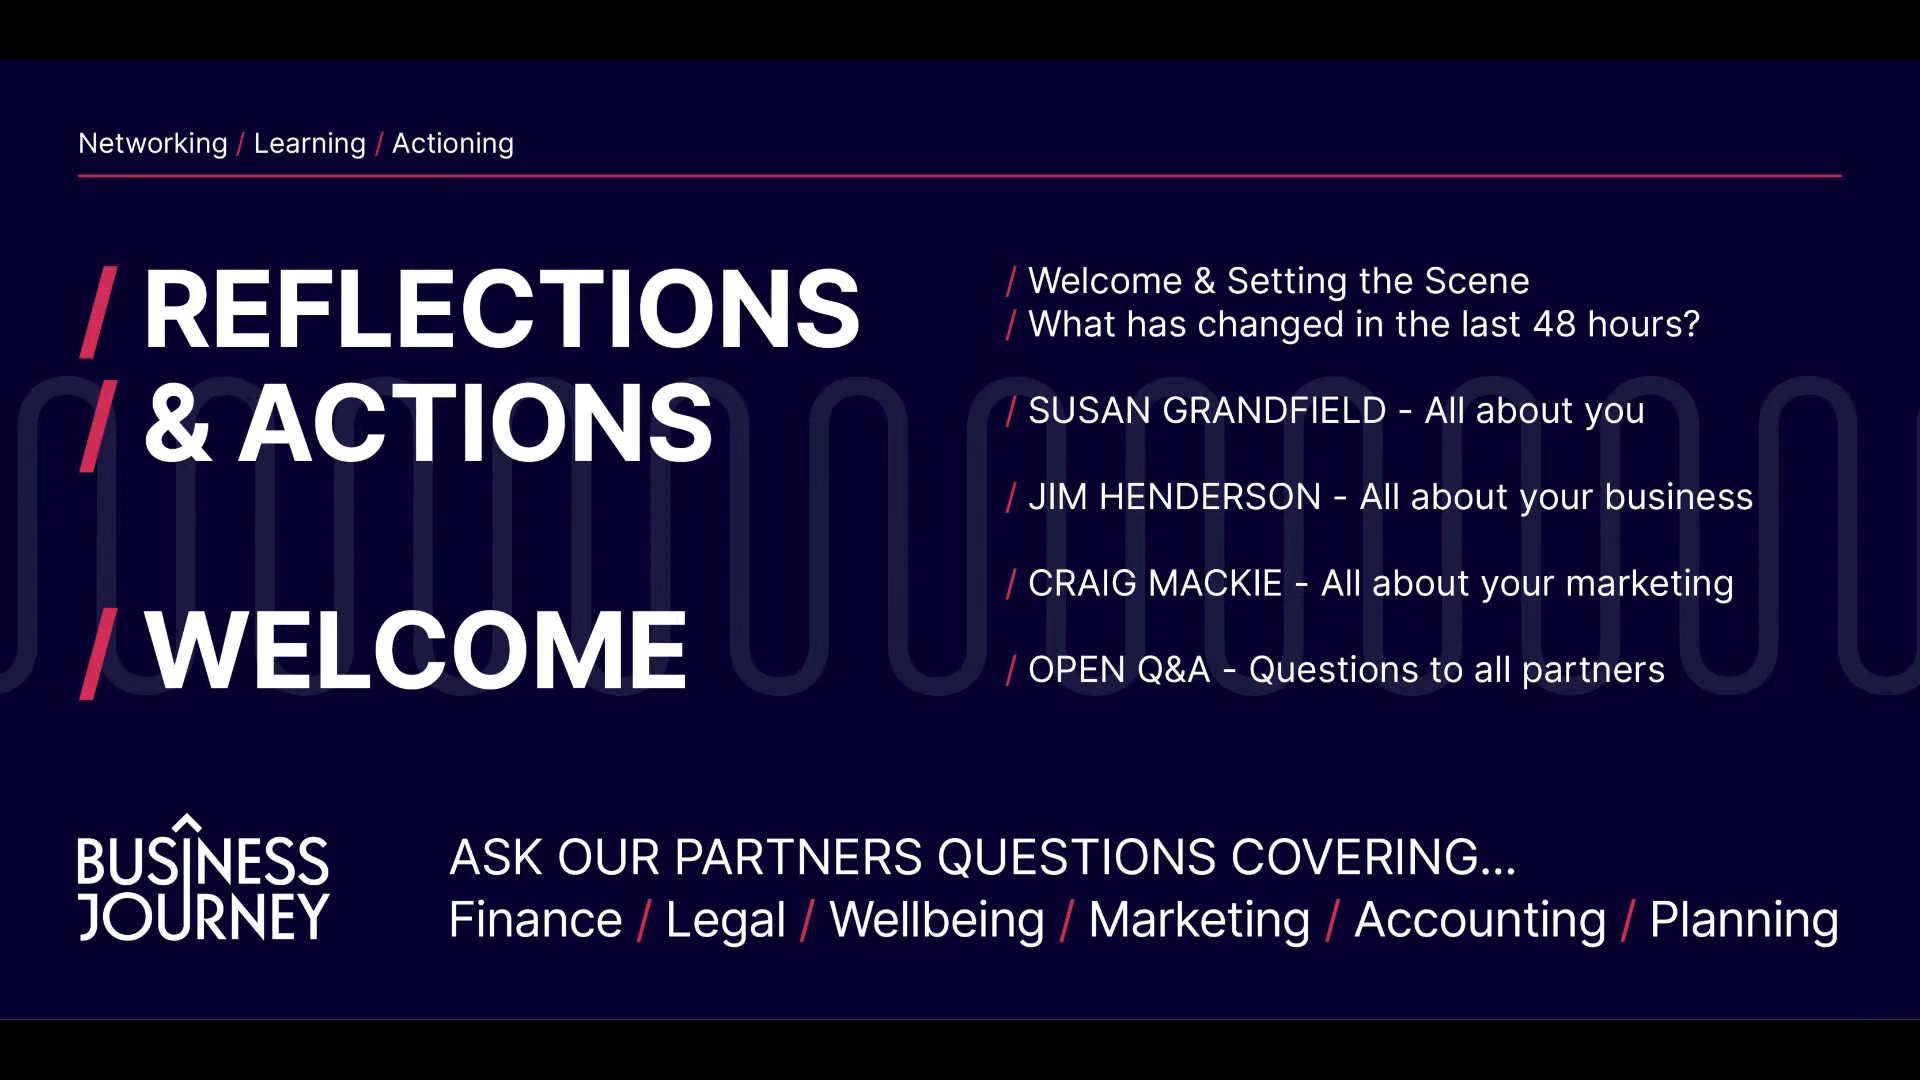 Networking / Learning / Actioning
/ REFLECTIONS
/ & ACTIONS
/ WELCOME
/ Welcome & Setting the Scene
/ What has changed in the last 48 hours?
/ SUSAN GRANDFIELD - All about you
/ JIM HENDERSON - All about your business
/ CRAIG MACKIE - All about your marketing
/ OPEN Q&A - Questions to all partners
BUSINESS
JOURNEY
ASK OUR PARTNERS QUESTIONS COVERING...
Finance / Legal / Wellbeing / Marketing / Accounting / Planning